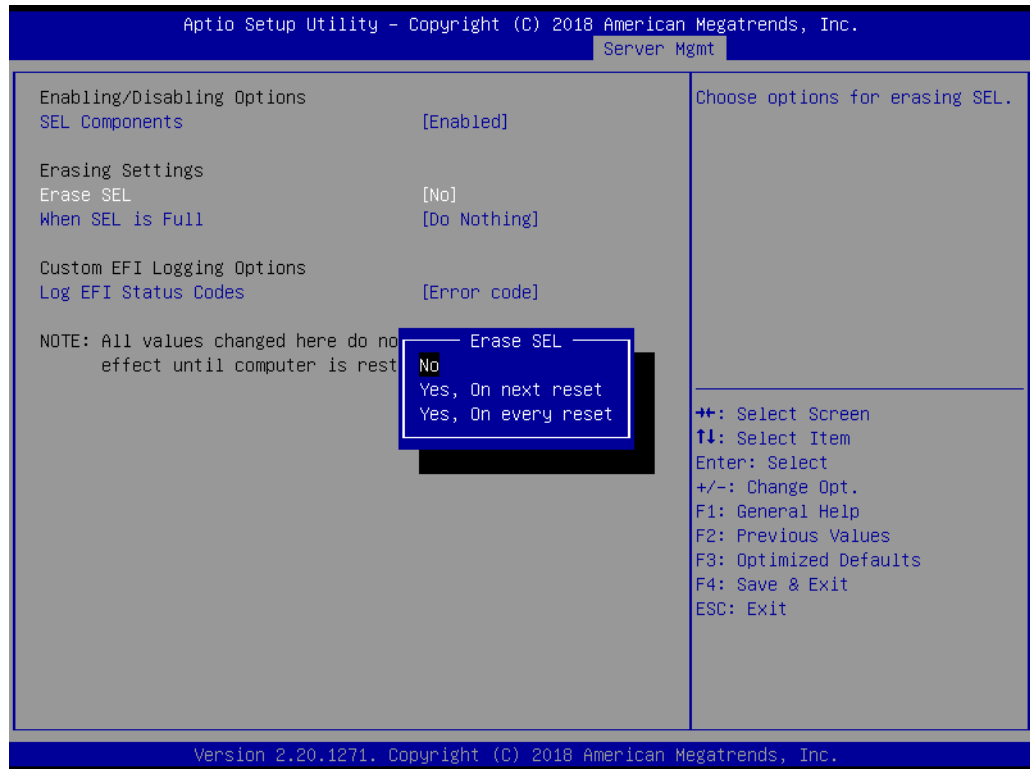 Aptio Setup Utility – Copyright (C) 2018 American Megatrends, Inc.
Server Mgmt
Enabling/Disabling Options
SEL Components [Enabled]
Erasing Settings
Erase SEL [No]
When SEL is Full [Do Nothing]
Custom EFI Logging Options
Log EFI Status Codes [Error code]
NOTE: All values changed here do no
effect until computer is rest
Erase SEL
No
Yes, On next reset
Yes, On every reset
Choose options for erasing SEL.
→←: Select Screen
↑↓: Select Item
Enter: Select
+/-: Change Opt.
F1: General Help
F2: Previous Values
F3: Optimized Defaults
F4: Save & Exit
ESC: Exit
Version 2.20.1271. Copyright (C) 2018 American Megatrends, Inc.